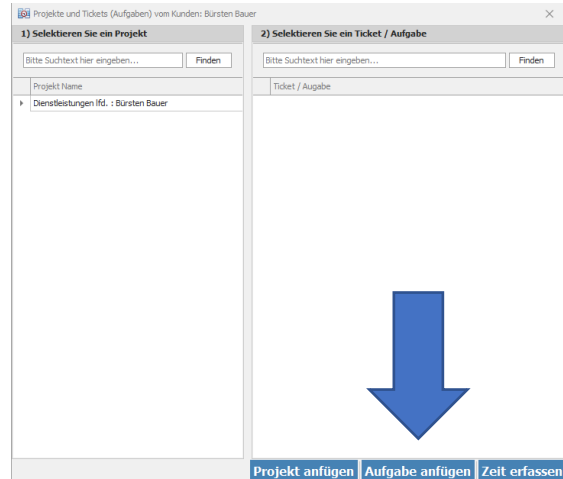 Projekte und Tickets (Aufgaben) vom Kunden: Bürsten Bauer
1) Selektieren Sie ein Projekt
2) Selektieren Sie ein Ticket / Aufgabe
Bitte Suchtext hier eingeben... Finden
Bitte Suchtext hier eingeben... Finden
Projekt Name
Ticket / Augabe
Dienstleistungen lfd. : Bürsten Bauer
Projekt anfügen Aufgabe anfügen Zeit erfassen